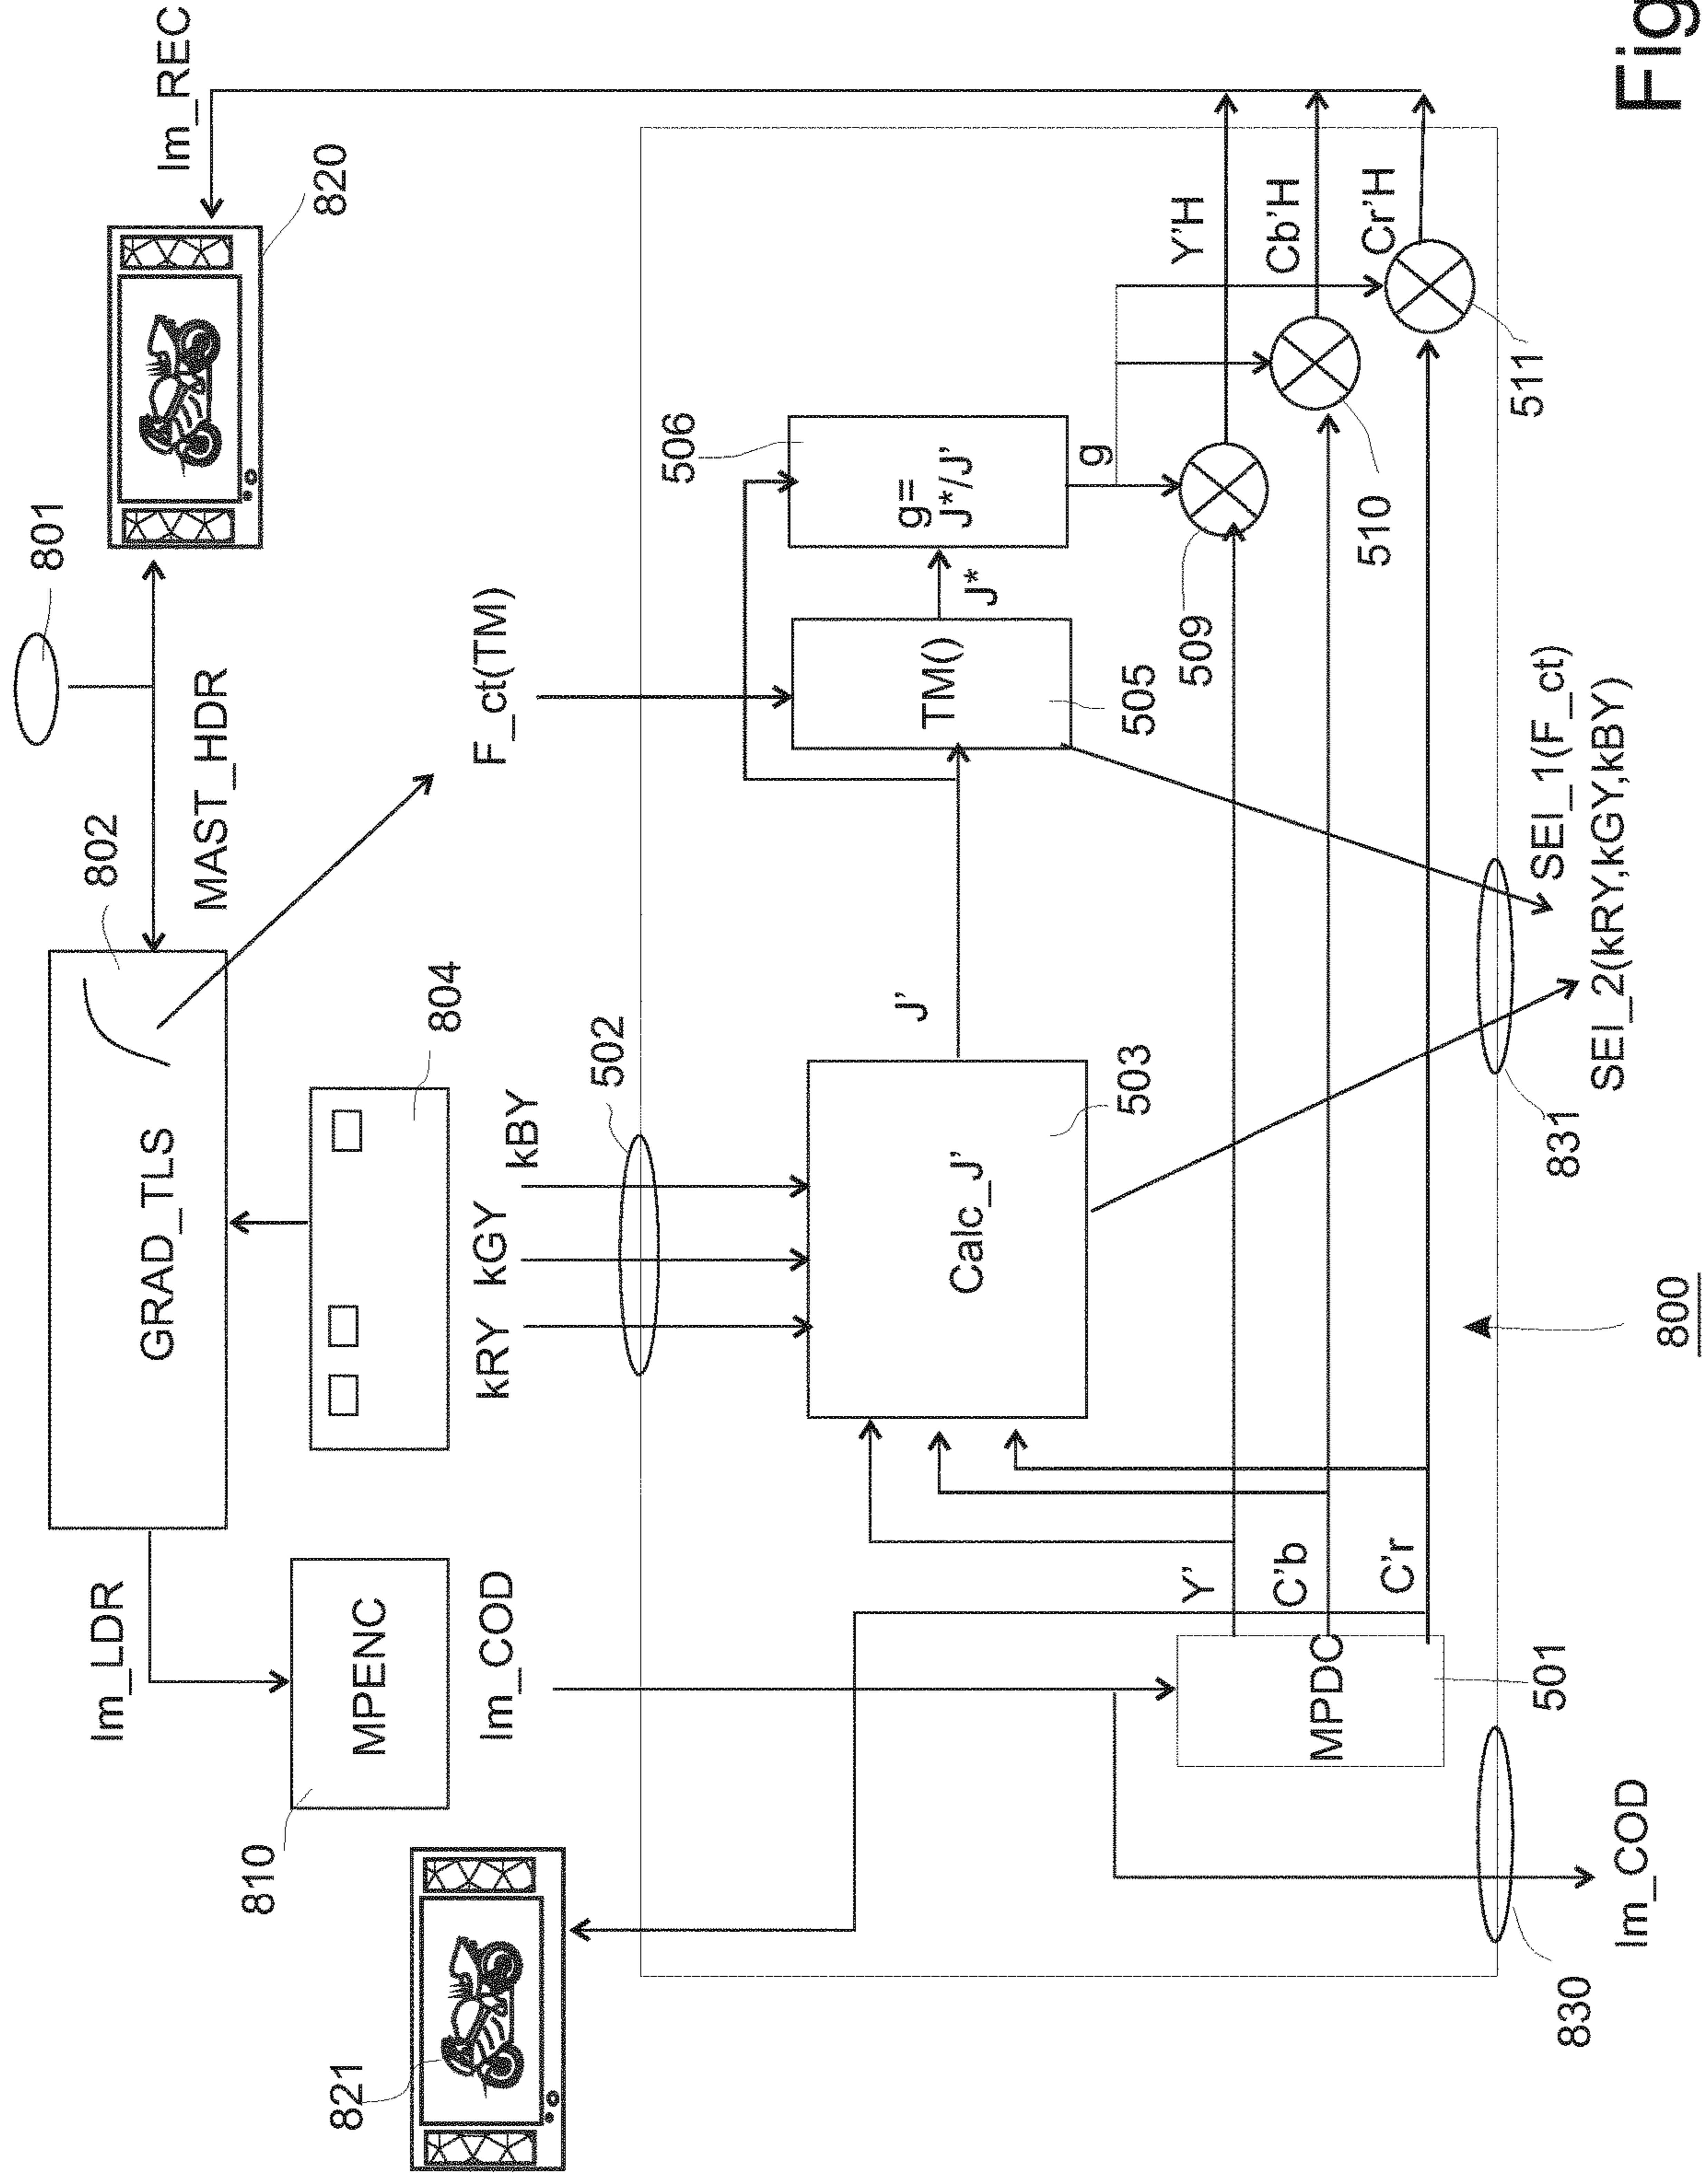 801
Im_REC
802
MAST_HDR
820
GRAD_TLS
Im_LDR
804
F_ct(TM)
810
MPENC
821
Im_COD
kRY
kGY
kBY
502
506
J'
TM()
J*
g=
J*/J'
Calc_J'
503
505
g
509
Y'H
Cb'H
Cr'H
Y'
C'b
C'r
510
511
MPDC
501
830
Im_COD
831
SEI_1(F_ct)
SEI_2(kRY,kGY,kBY)
800
Fig